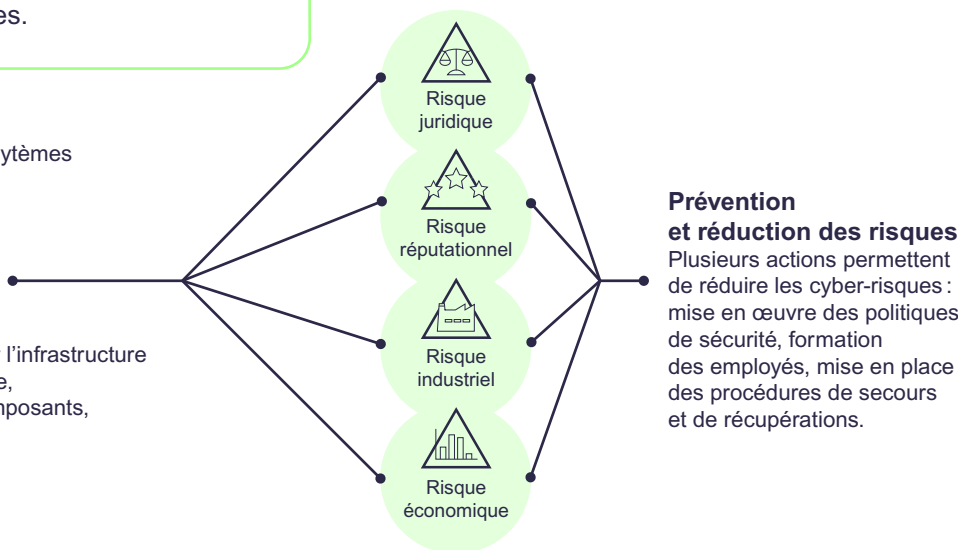 es.
ytèmes
l’infrastructure
e,
mposants,
Risque
juridique
Risque
réputationnel
Risque
industriel
Risque
économique
Prévention
et réduction des risques
Plusieurs actions permettent
de réduire les cyber-risques :
mise en œuvre des politiques
de sécurité, formation
des employés, mise en place
des procédures de secours
et de récupérations.